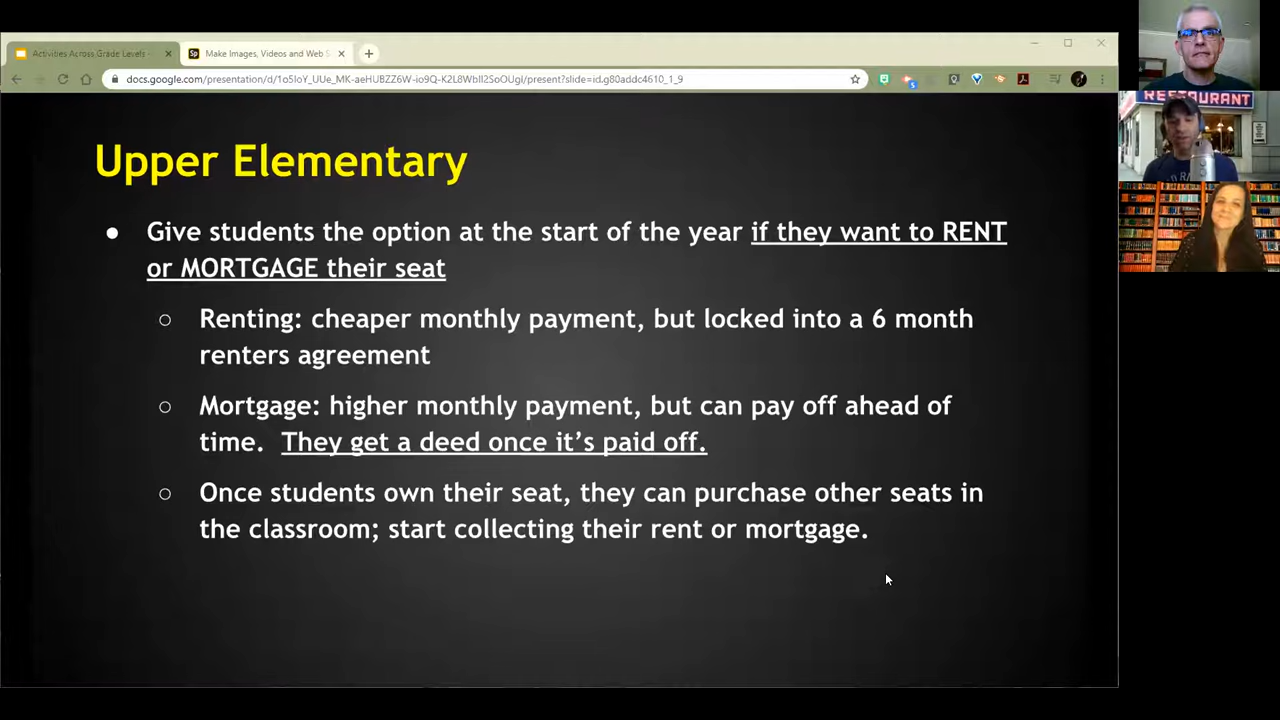 Activities Across Grade Levels -
Make Images, Videos and Web S
docs.google.com/presentation/d/1o5IoY_UUe_MK-aeHUBZZ6W-io9Q-K2L8WbII2SoOUgI/present?slide=id.g80addc4610_1_9
RESTAURANT
Upper Elementary
● Give students the option at the start of the year if they want to RENT
or MORTGAGE their seat
○ Renting: cheaper monthly payment, but locked into a 6 month
renters agreement
○ Mortgage: higher monthly payment, but can pay off ahead of
time. They get a deed once it’s paid off.
○ Once students own their seat, they can purchase other seats in
the classroom; start collecting their rent or mortgage.